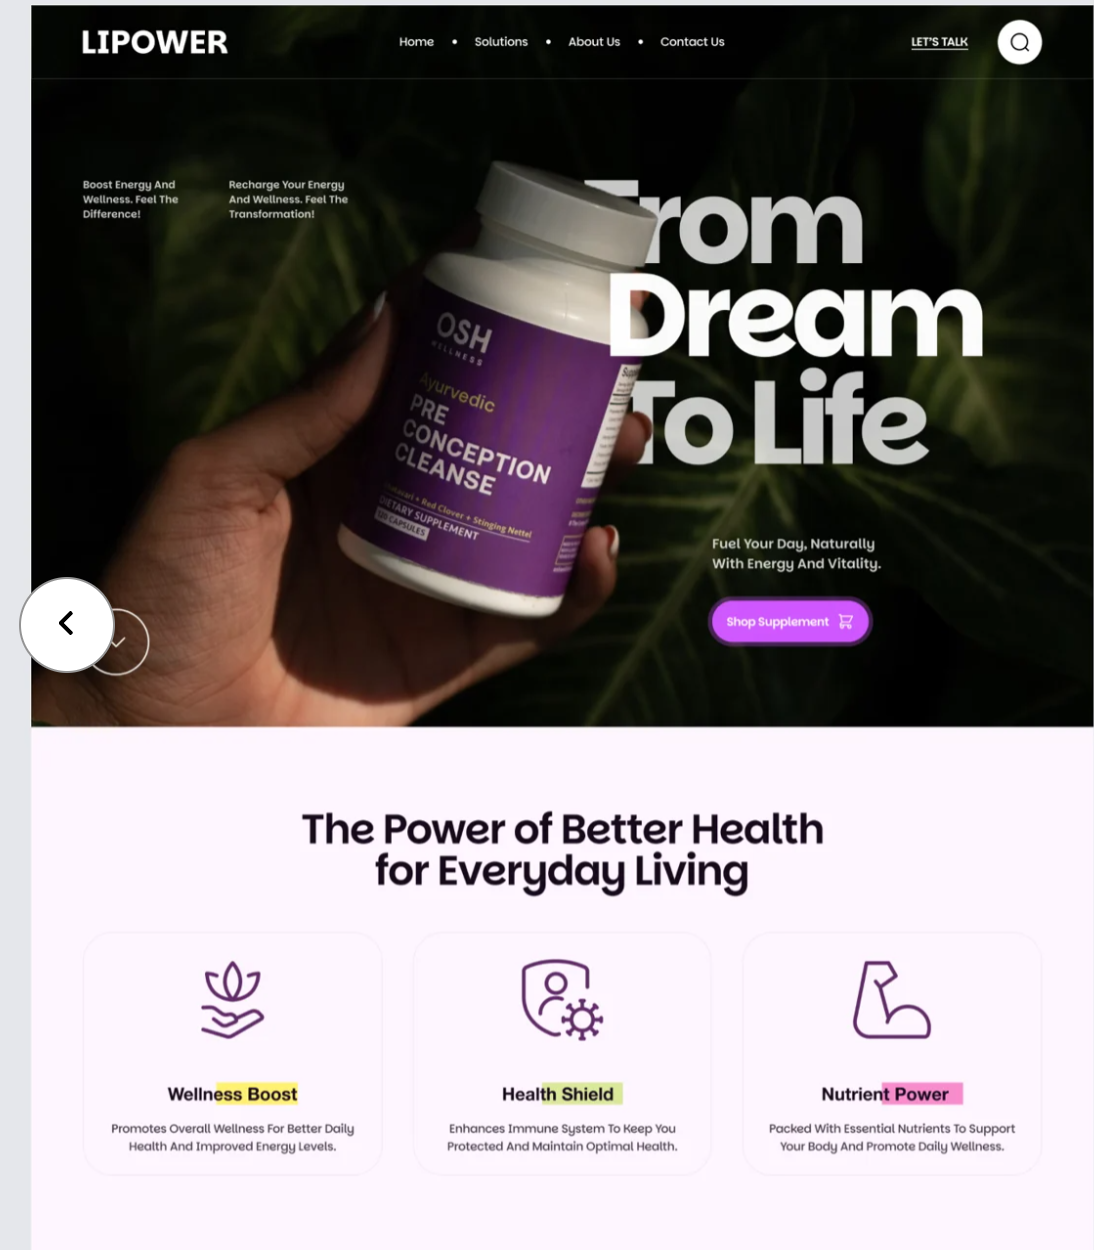 LIPOWER
Home • Solutions • About Us • Contact Us
LET'S TALK
Boost Energy And
Wellness. Feel The
Difference!
Recharge Your Energy
And Wellness. Feel The
Transformation!
From
Dream
To Life
OSH
WELLNESS
Ayurvedic
PRE
CONCEPTION
CLEANSE
+ Red Clover + Stinging Nettel
DIETARY SUPPLEMENT
CAPSULES
Fuel Your Day, Naturally
With Energy And Vitality.
Shop Supplement
The Power of Better Health
for Everyday Living
Wellness Boost
Promotes Overall Wellness For Better Daily
Health And Improved Energy Levels.
Health Shield
Enhances Immune System To Keep You
Protected And Maintain Optimal Health.
Nutrient Power
Packed With Essential Nutrients To Support
Your Body And Promote Daily Wellness.